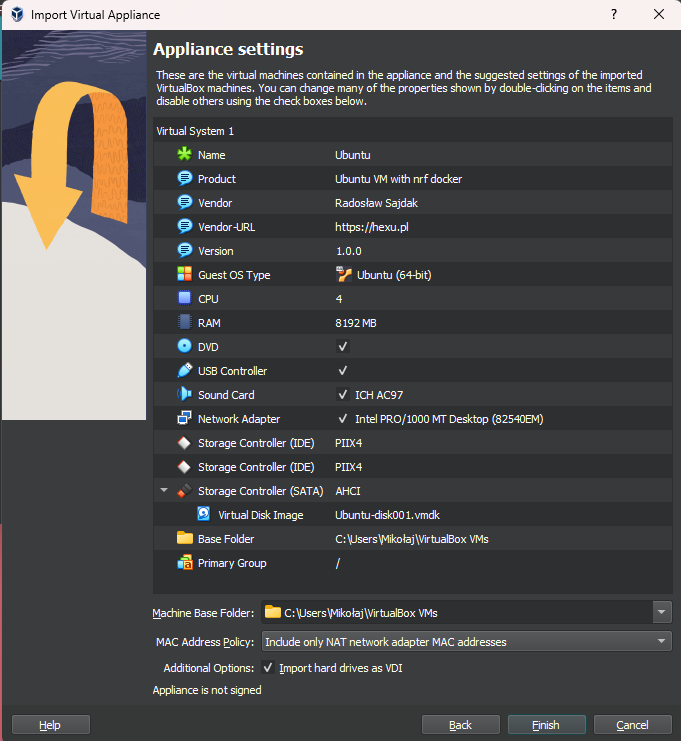 Import Virtual Appliance
?
Appliance settings
These are the virtual machines contained in the appliance and the suggested settings of the imported
VirtualBox machines. You can change many of the properties shown by double-clicking on the items and
disable others using the check boxes below.
Virtual System 1
Name Ubuntu
Product Ubuntu VM with nrf docker
Vendor Radosław Sajdak
Vendor-URL https://hexu.pl
Version 1.0.0
Guest OS Type Ubuntu (64-bit)
CPU 4
RAM 8192 MB
DVD
USB Controller
Sound Card ICH AC97
Network Adapter Intel PRO/1000 MT Desktop (82540EM)
Storage Controller (IDE) PIIX4
Storage Controller (IDE) PIIX4
Storage Controller (SATA) AHCI
Virtual Disk Image Ubuntu-disk001.vmdk
Base Folder C:\Users\Mikołaj\VirtualBox VMs
Primary Group /
Machine Base Folder: C:\Users\Mikołaj\VirtualBox VMs
MAC Address Policy: Include only NAT network adapter MAC addresses
Additional Options: Import hard drives as VDI
Appliance is not signed
Help Back Finish Cancel